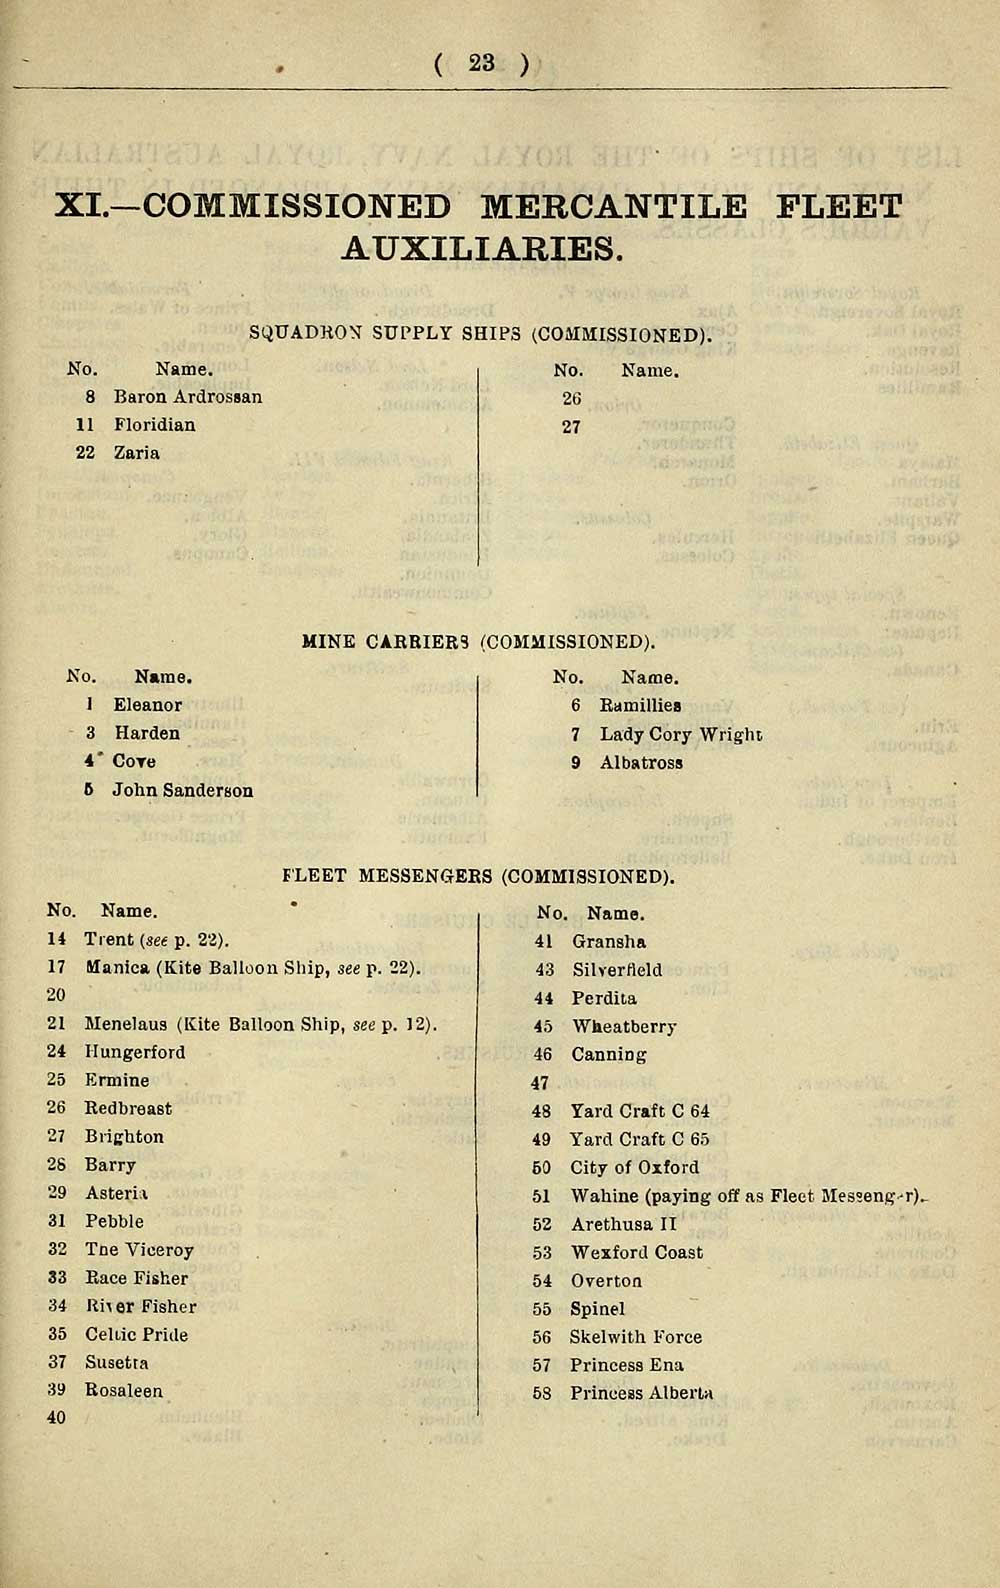 ( 23 )
XI.—COMMISSIONED MERCANTILE FLEET
AUXILIARIES.
SQUADRON SUPPLY SHIPS (COMMISSIONED).
No. Name.
8 Baron Ardrossan
11 Floridian
22 Zaria
No. Name.
26
27
MINE CARRIERS (COMMISSIONED).
No. Name.
1 Eleanor
3 Harden
4 Cove
5 John Sanderson
No. Name.
6 Ramillies
7 Lady Cory Wright
9 Albatross
FLEET MESSENGERS (COMMISSIONED).
No. Name.
14 Trent (see p. 22).
17 Manica (Kite Balloon Ship, see p. 22).
20
21 Menelaus (Kite Balloon Ship, see p. 12).
24 Hungerford
25 Ermine
26 Redbreast
27 Brighton
28 Barry
29 Asteria
31 Pebble
32 The Viceroy
33 Race Fisher
34 River Fisher
35 Celtic Pride
37 Susetta
39 Rosaleen
40
No. Name.
41 Gransha
43 Silverfield
44 Perdita
45 Wheatberry
46 Canning
47
48 Yard Craft C 64
49 Yard Craft C 65
50 City of Oxford
51 Wahine (paying off as Fleet Messenger).
52 Arethusa II
53 Wexford Coast
54 Overton
55 Spinel
56 Skelwith Force
57 Princess Ena
58 Princess Alberta